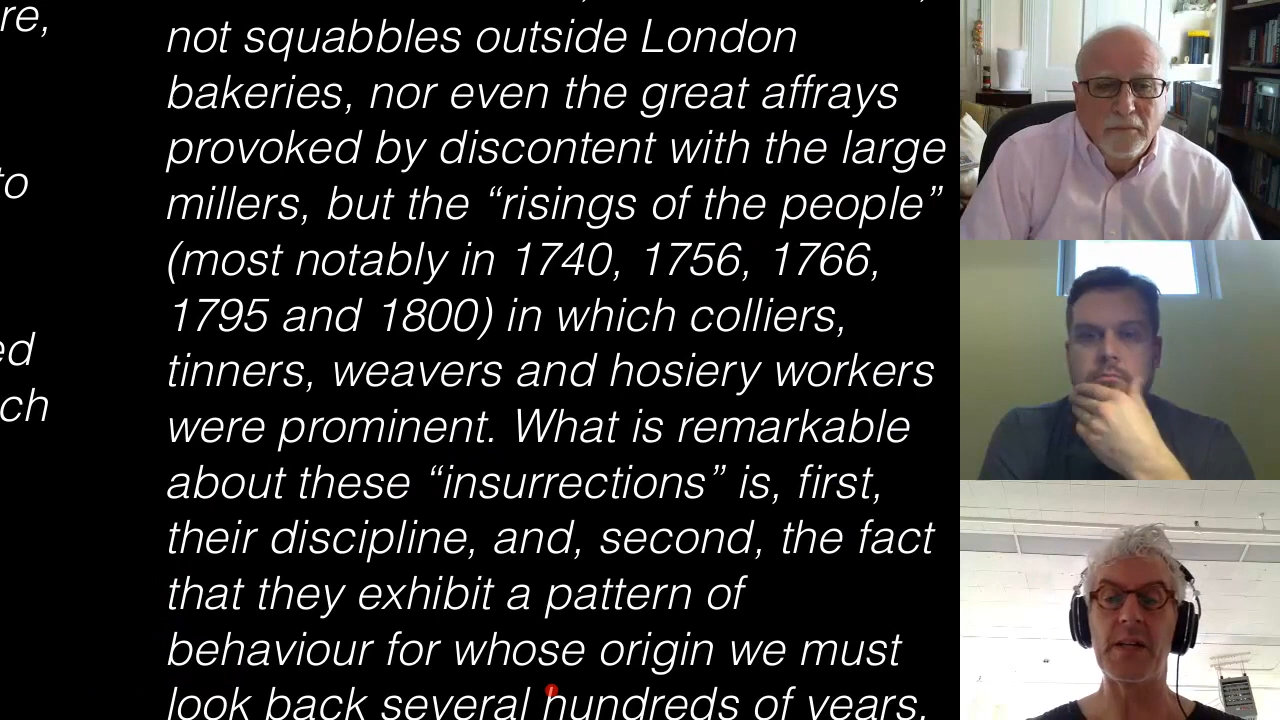 re,
to
ed
ch
not squabbles outside London
bakeries, nor even the great affrays
provoked by discontent with the large
millers, but the “risings of the people”
(most notably in 1740, 1756, 1766,
1795 and 1800) in which colliers,
tinners, weavers and hosiery workers
were prominent. What is remarkable
about these “insurrections” is, first,
their discipline, and, second, the fact
that they exhibit a pattern of
behaviour for whose origin we must
look back several hundreds of years.